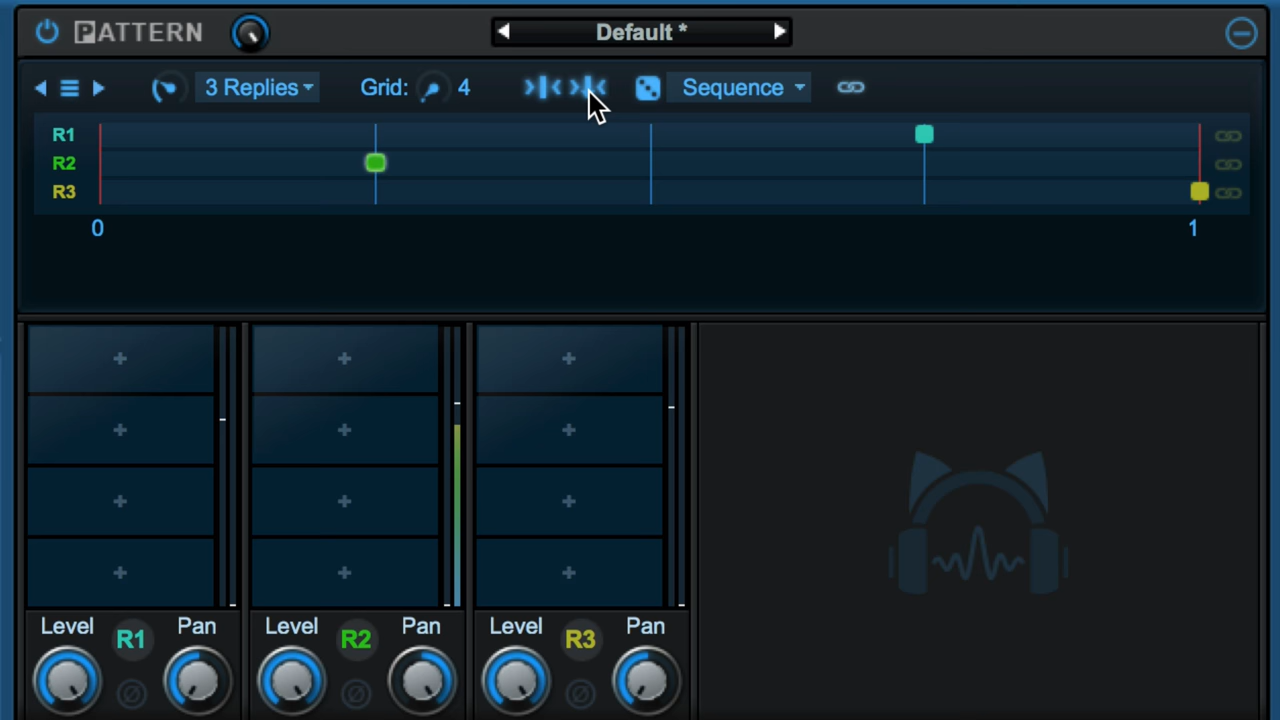 PATTERN
Default *
3 Replies
Grid: 4
Sequence
R1
R2
R3
0 1
Level R1 Pan Level R2 Pan Level R3 Pan